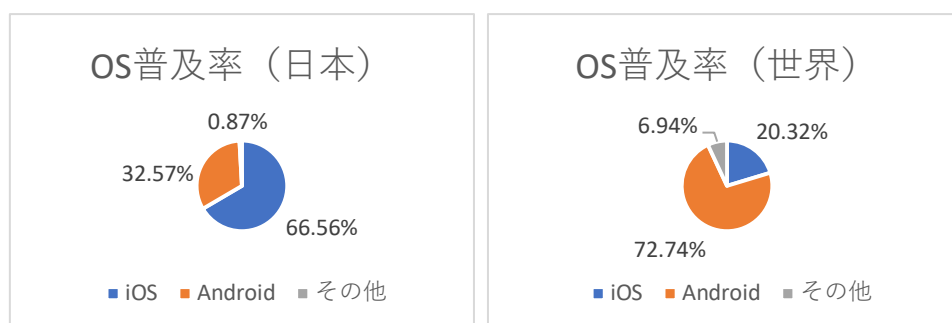 OS普及率（日本）
0.87%
32.57%
66.56%
iOS Android その他
OS普及率（世界）
6.94%
20.32%
72.74%
iOS Android その他